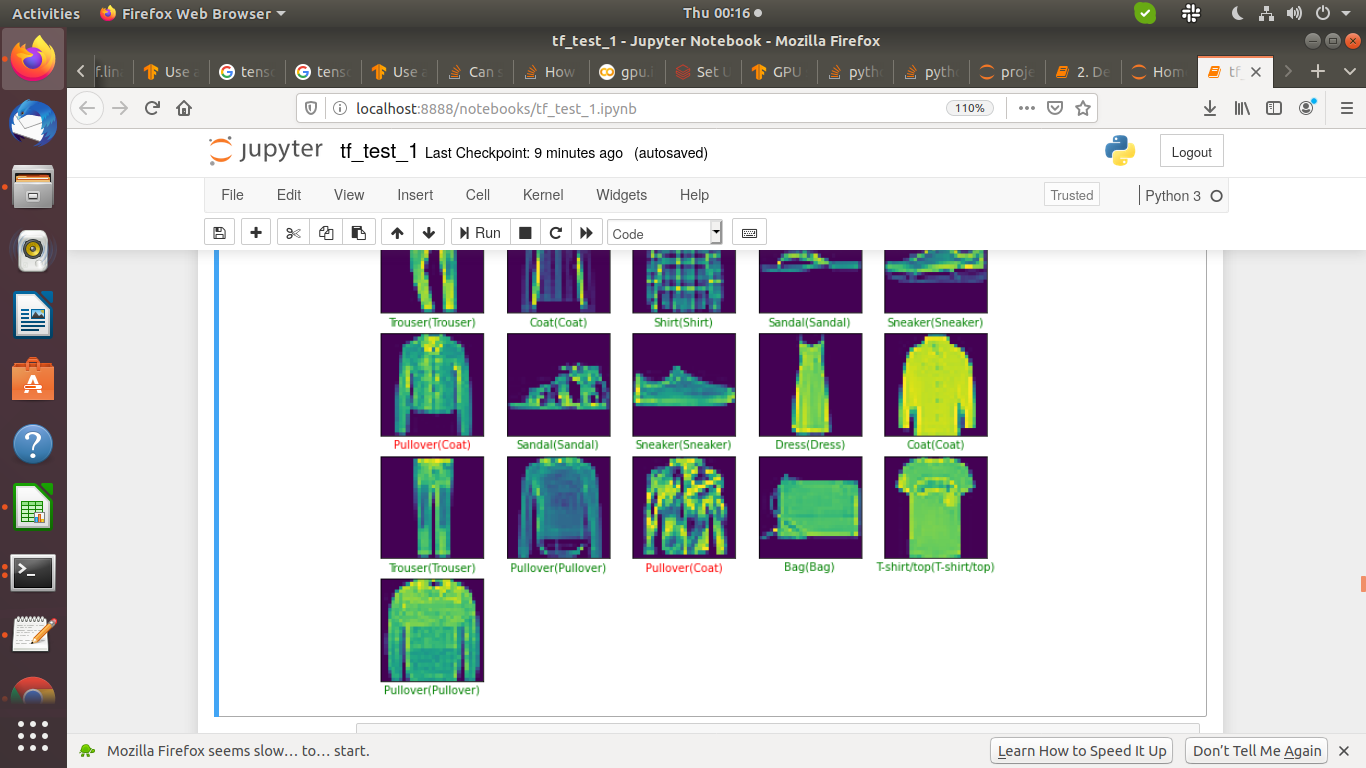 Activities Firefox Web Browser Thu 00:16
tf_test_1 - Jupyter Notebook - Mozilla Firefox
f.lin Use a tens tens Use a Can s How gpu.i Set U GPU pyth pyth proje 2. De Hom tf_
localhost:8888/notebooks/tf_test_1.ipynb 110%
jupyter tf_test_1 Last Checkpoint: 9 minutes ago (autosaved) Logout
File Edit View Insert Cell Kernel Widgets Help Trusted Python 3
Run Code
Trouser(Trouser) Coat(Coat) Shirt(Shirt) Sandal(Sandal) Sneaker(Sneaker)
Pullover(Coat) Sandal(Sandal) Sneaker(Sneaker) Dress(Dress) Coat(Coat)
Trouser(Trouser) Pullover(Pullover) Pullover(Coat) Bag(Bag) T-shirt/top(T-shirt/top)
Pullover(Pullover)
Mozilla Firefox seems slow… to… start. Learn How to Speed It Up Don't Tell Me Again